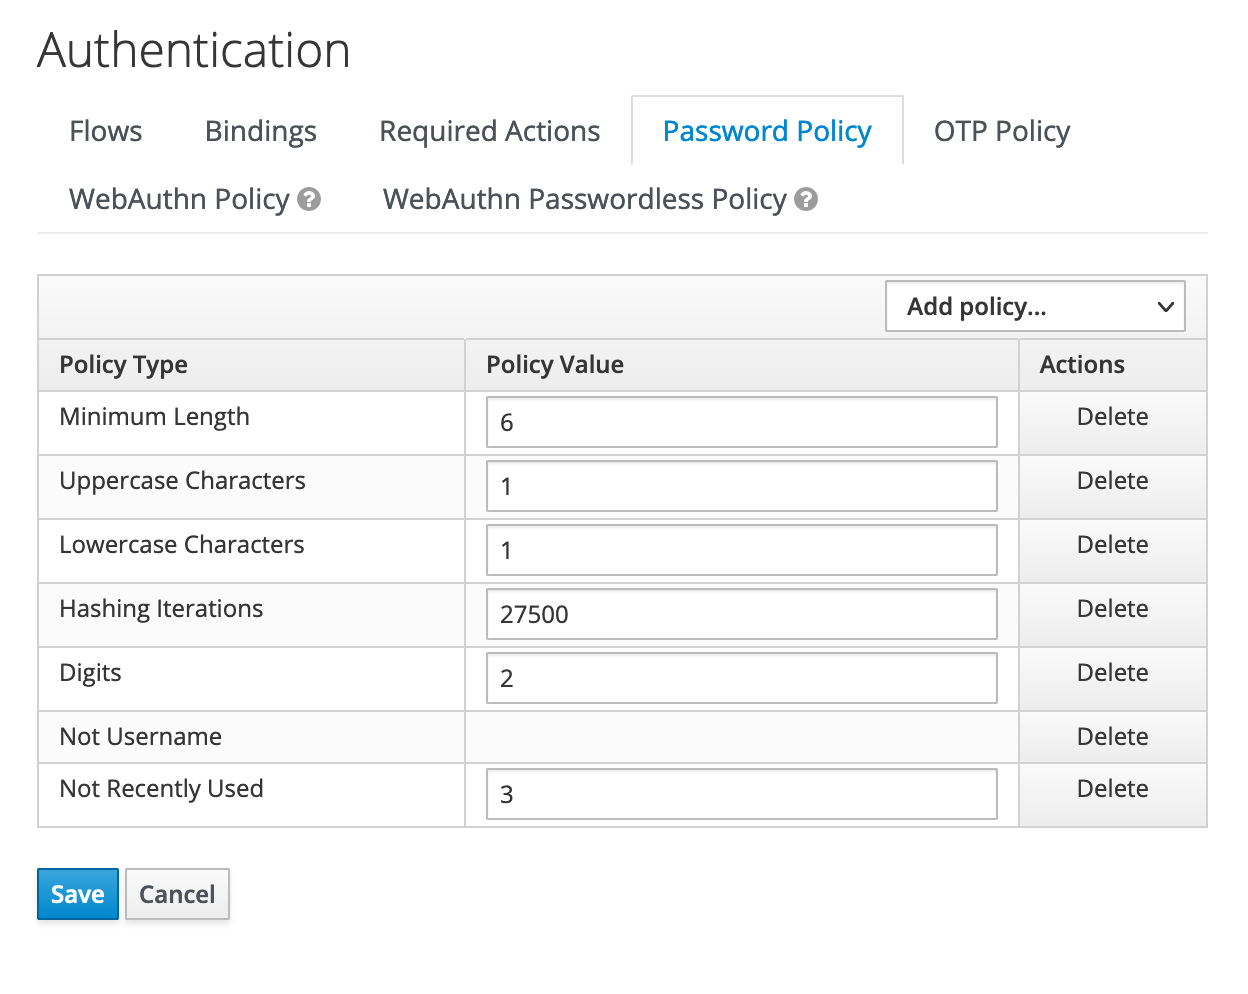 Authentication
Flows Bindings Required Actions Password Policy OTP Policy
WebAuthn Policy ? WebAuthn Passwordless Policy ?
Add policy...
Policy Type Policy Value Actions
Minimum Length 6 Delete
Uppercase Characters 1 Delete
Lowercase Characters 1 Delete
Hashing Iterations 27500 Delete
Digits 2 Delete
Not Username Delete
Not Recently Used 3 Delete
Save Cancel